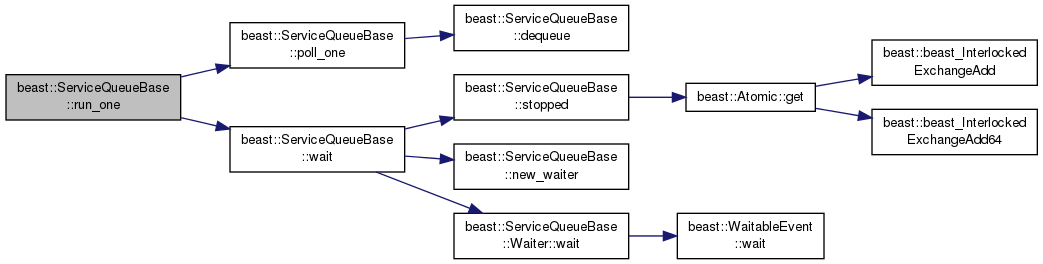 beast::ServiceQueueBase
::run_one
beast::ServiceQueueBase
::poll_one
beast::ServiceQueueBase
::dequeue
beast::ServiceQueueBase
::wait
beast::ServiceQueueBase
::stopped
beast::Atomic::get
beast::beast_Interlocked
ExchangeAdd
beast::beast_Interlocked
ExchangeAdd64
beast::ServiceQueueBase
::new_waiter
beast::ServiceQueueBase
::Waiter::wait
beast::WaitableEvent
::wait